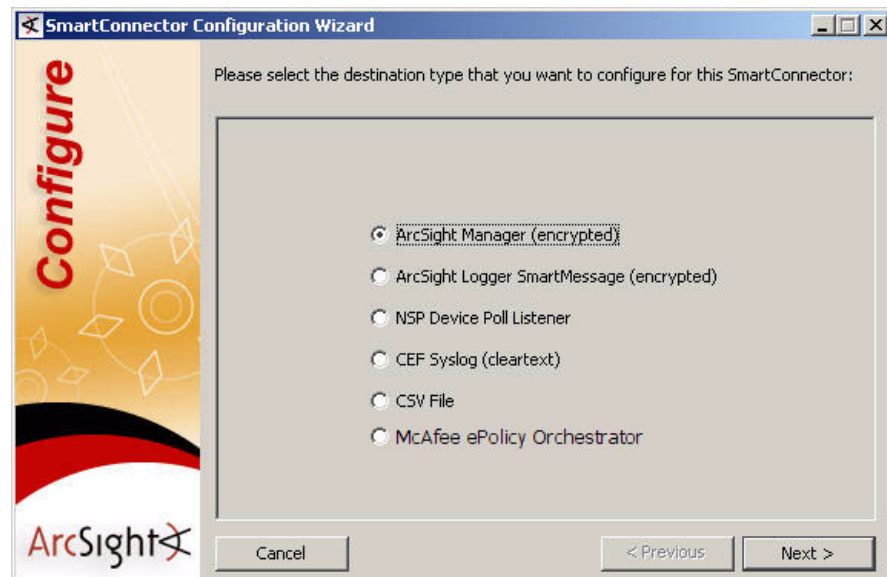 SmartConnector Configuration Wizard
Configure
Please select the destination type that you want to configure for this SmartConnector:
ArcSight Manager (encrypted)
ArcSight Logger SmartMessage (encrypted)
NSP Device Poll Listener
CEF Syslog (cleartext)
CSV File
McAfee ePolicy Orchestrator
ArcSight
Cancel
< Previous
Next >